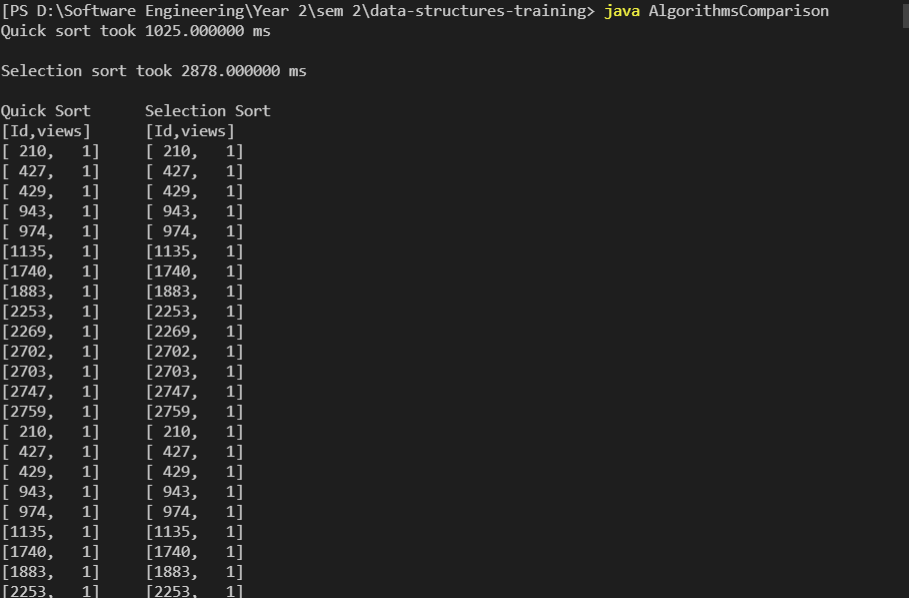 [PS D:\Software Engineering\Year 2\sem 2\data-structures-training> java AlgorithmsComparison
Quick sort took 1025.000000 ms
Selection sort took 2878.000000 ms
Quick Sort      Selection Sort
[Id,views]      [Id,views]
[ 210,   1]     [ 210,   1]
[ 427,   1]     [ 427,   1]
[ 429,   1]     [ 429,   1]
[ 943,   1]     [ 943,   1]
[ 974,   1]     [ 974,   1]
[1135,   1]     [1135,   1]
[1740,   1]     [1740,   1]
[1883,   1]     [1883,   1]
[2253,   1]     [2253,   1]
[2269,   1]     [2269,   1]
[2702,   1]     [2702,   1]
[2703,   1]     [2703,   1]
[2747,   1]     [2747,   1]
[2759,   1]     [2759,   1]
[ 210,   1]     [ 210,   1]
[ 427,   1]     [ 427,   1]
[ 429,   1]     [ 429,   1]
[ 943,   1]     [ 943,   1]
[ 974,   1]     [ 974,   1]
[1135,   1]     [1135,   1]
[1740,   1]     [1740,   1]
[1883,   1]     [1883,   1]
[2253,   1]     [2253,   1]